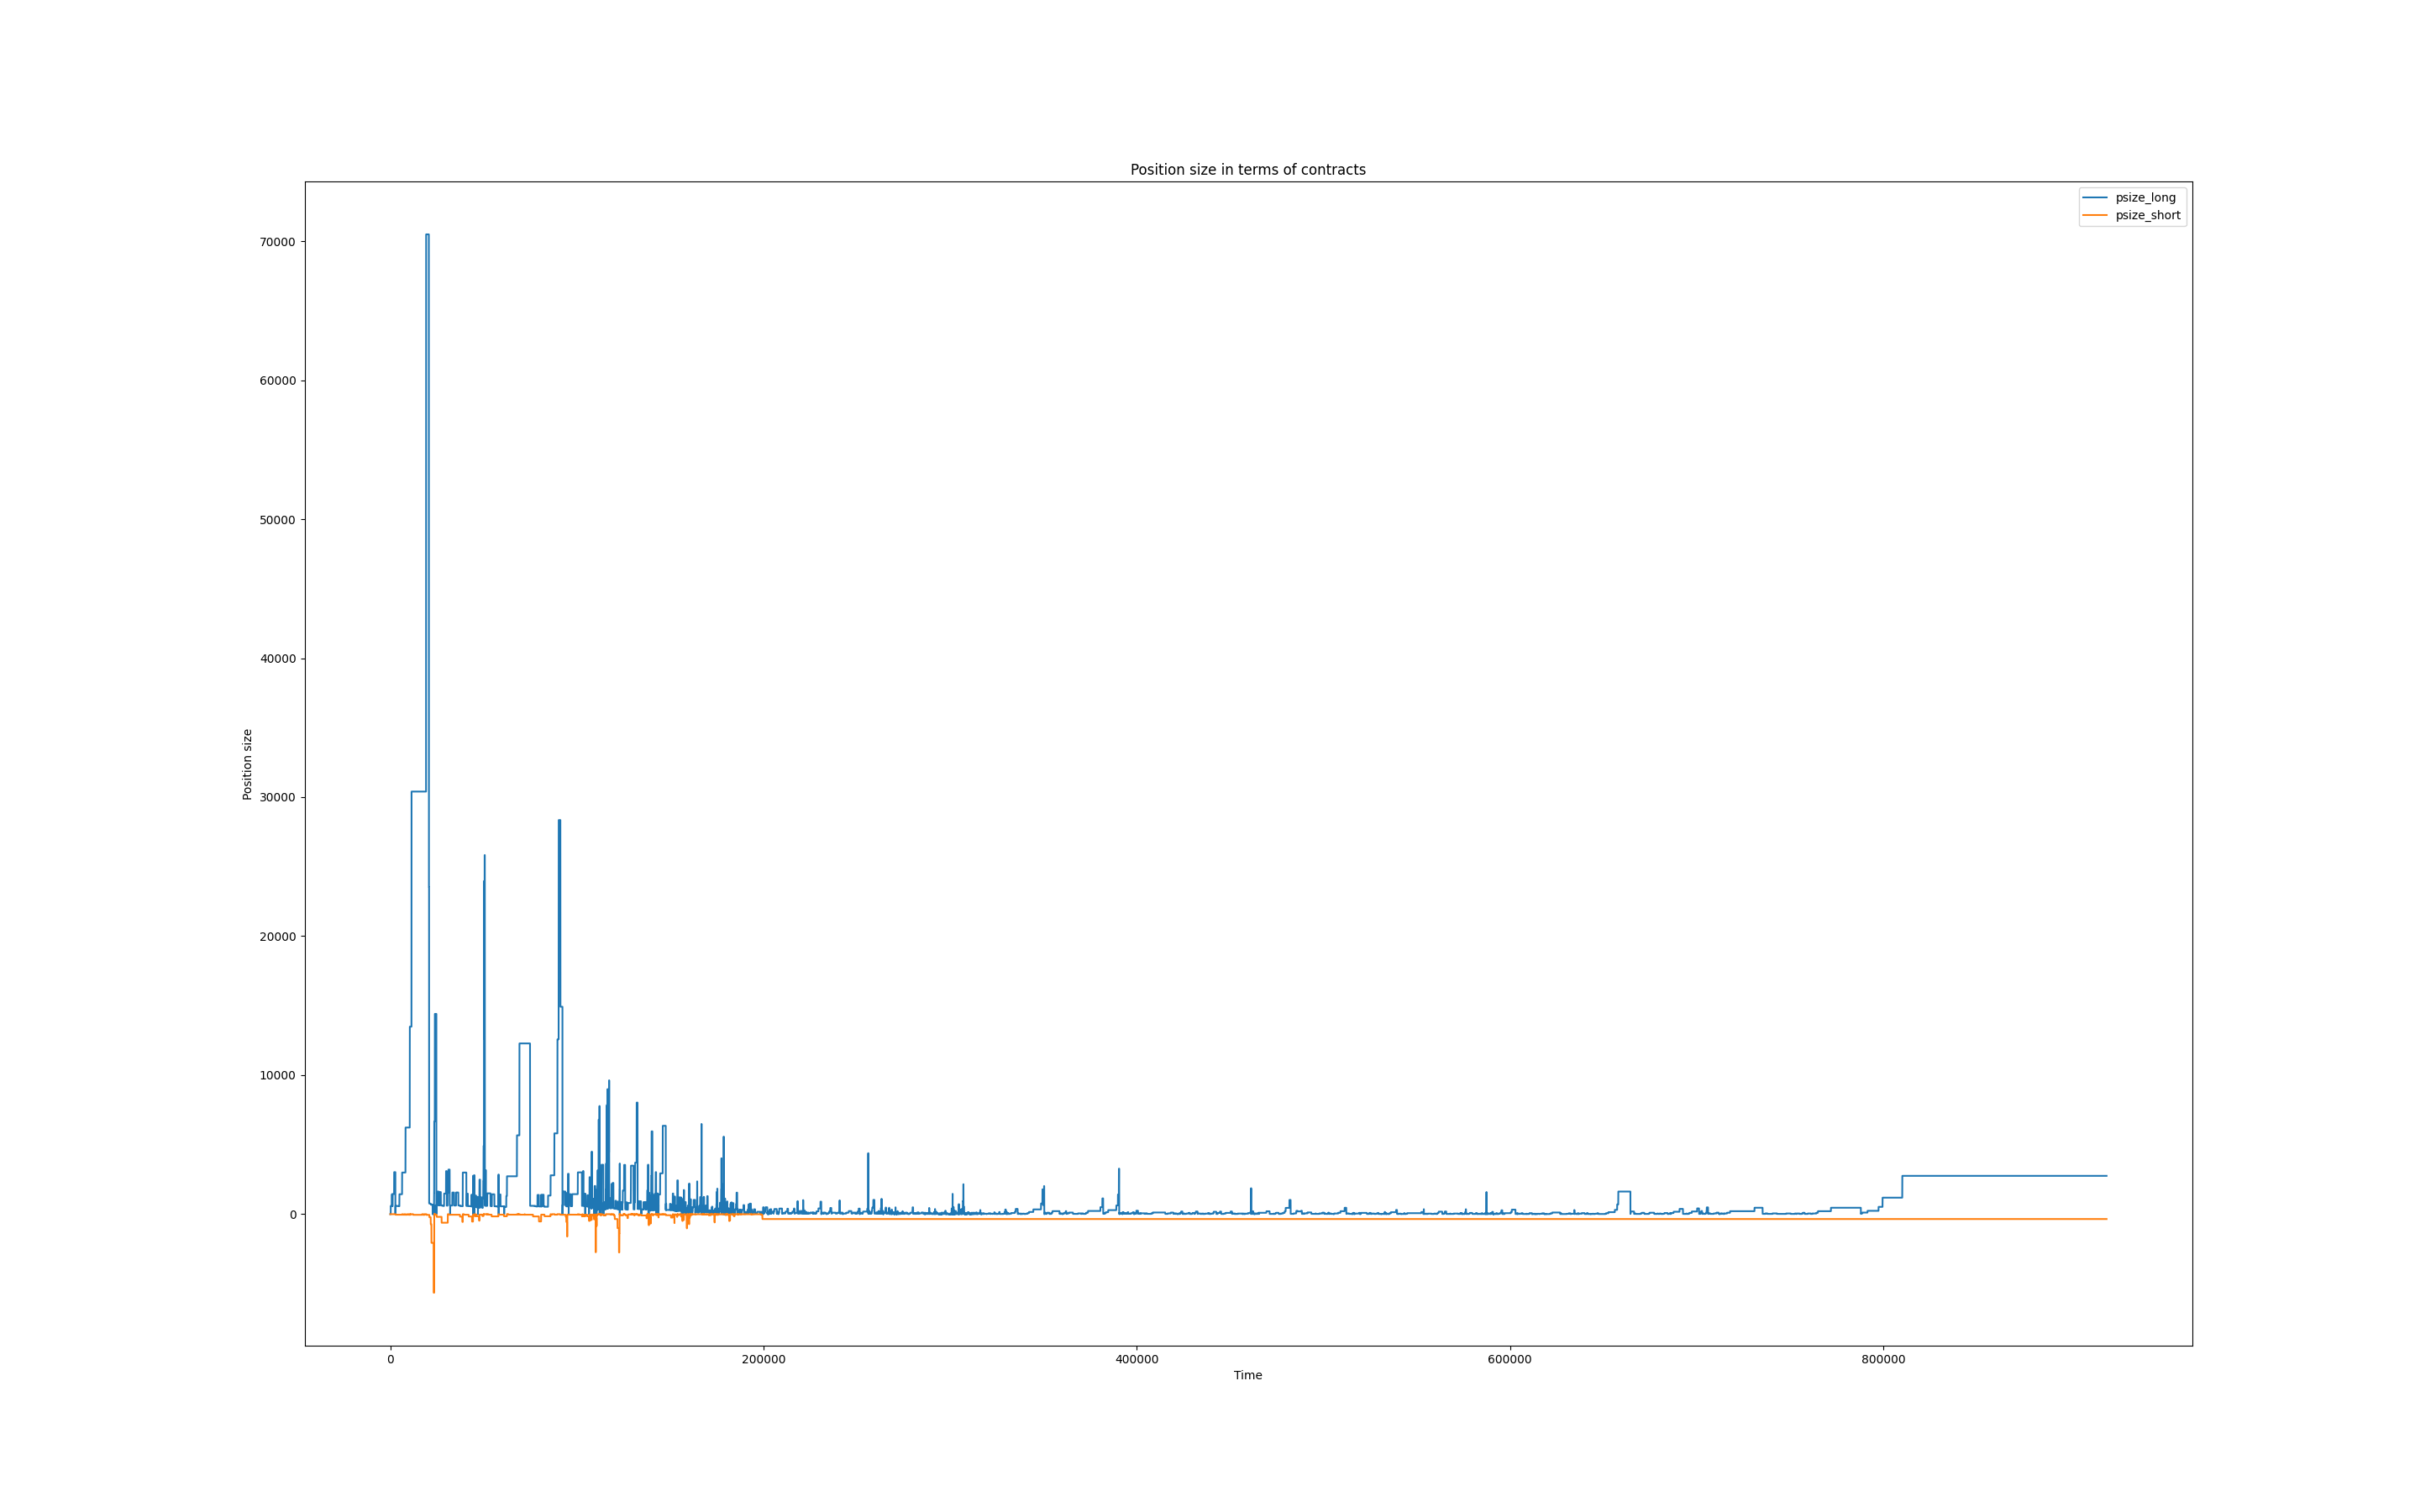 Position size in terms of contracts
psize_long
psize_short
70000
60000
50000
40000
30000
20000
10000
0
Position size
0 200000 400000 600000 800000
Time